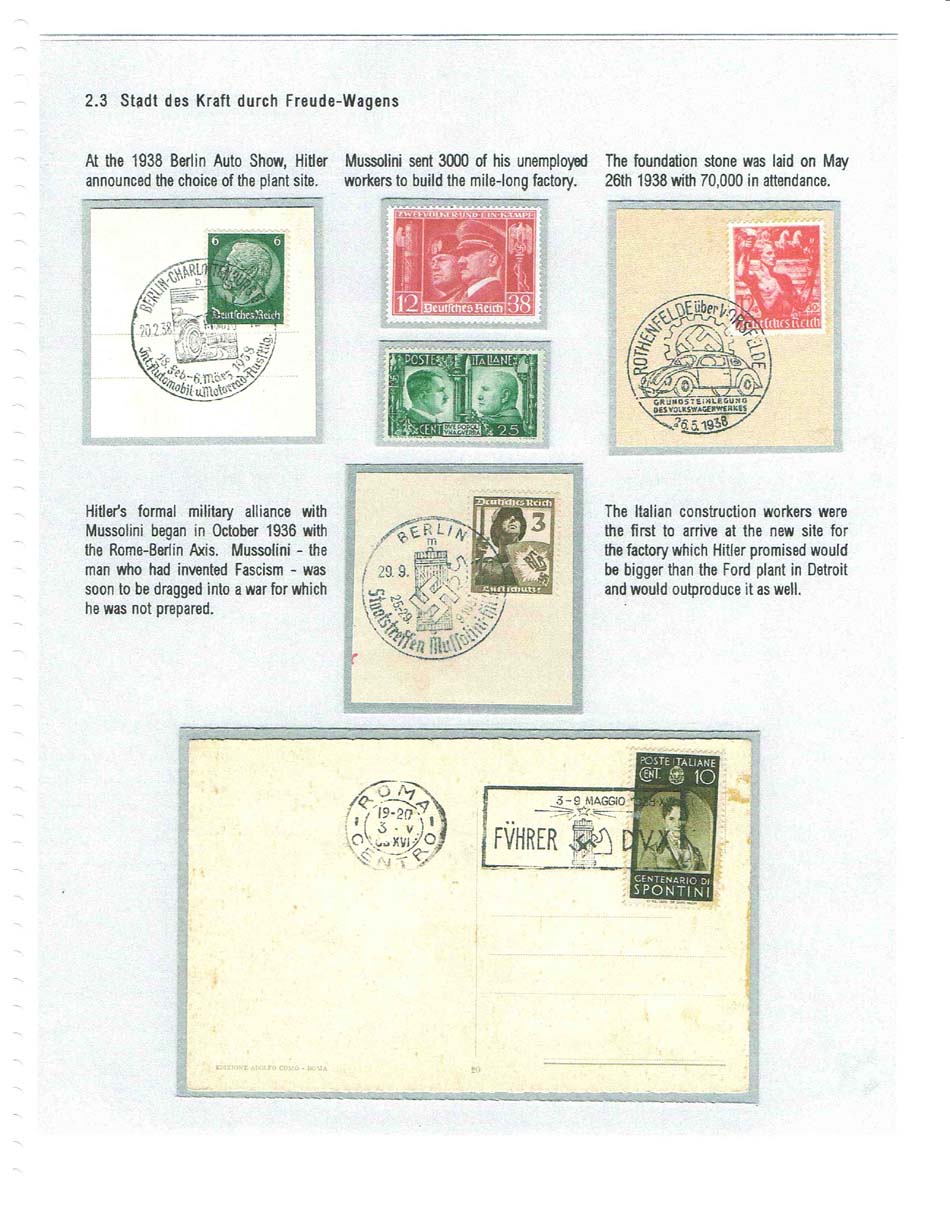 2.3 Stadt des Kraft durch Freude-Wagens
At the 1938 Berlin Auto Show, Hitler
announced the choice of the plant site.
Mussolini sent 3000 of his unemployed
workers to build the mile-long factory.
The foundation stone was laid on May
26th 1938 with 70,000 in attendance.
6 6
Deutsches Reich
BERLIN-CHARLOTTENBURG
20.2.38
18. Feb.-6. März 1938
Int. Automobil u. Motorrad-Ausstllg.
ZWEI VOLKER UND EIN KAMPF
12 Deutsches Reich 38
POSTE ITALIANE
CENT 25
12
Deutsches Reich
ROTHENFELDE über VORSFELDE
GRUNDSTEINLEGUNG
DES VOLKSWAGENWERKES
26.5.1938
Hitler's formal military alliance with
Mussolini began in October 1936 with
the Rome-Berlin Axis. Mussolini - the
man who had invented Fascism - was
soon to be dragged into a war for which
he was not prepared.
Deutsches Reich
3
Luftschutz
BERLIN
m
29.9.
25-29.
Staatstreffen Mussolini-
The Italian construction workers were
the first to arrive at the new site for
the factory which Hitler promised would
be bigger than the Ford plant in Detroit
and would outproduce it as well.
ROMA
19-20
3 · V
XVI
CENTRO
3-9 MAGGIO
FÜHRER DVX
POSTE ITALIANE
CENT. 10
CENTENARIO DI
SPONTINI
EDIZIONE ADOLFO COMO - ROMA
20